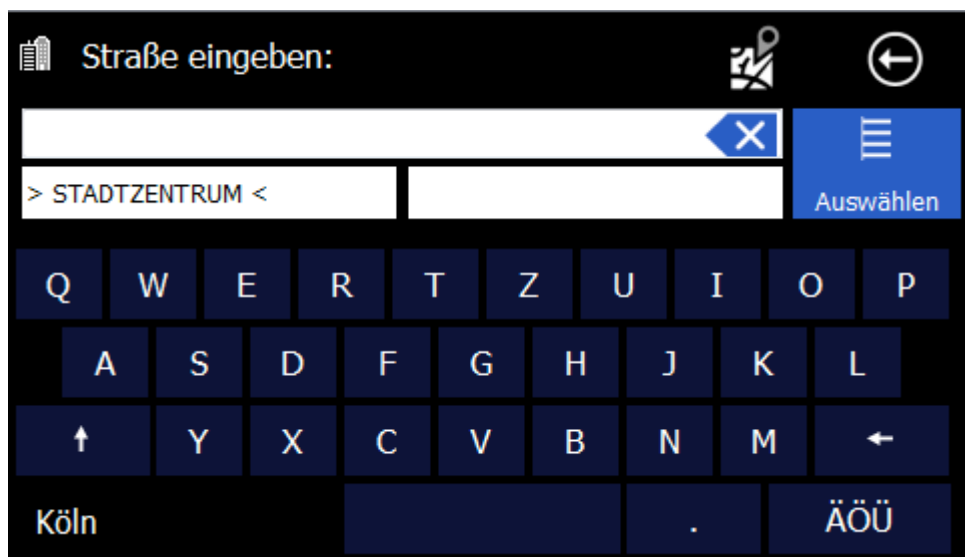 Straße eingeben:
> STADTZENTRUM <
Auswählen
Q W E R T Z U I O P
A S D F G H J K L
Y X C V B N M
Köln . ÄÖÜ